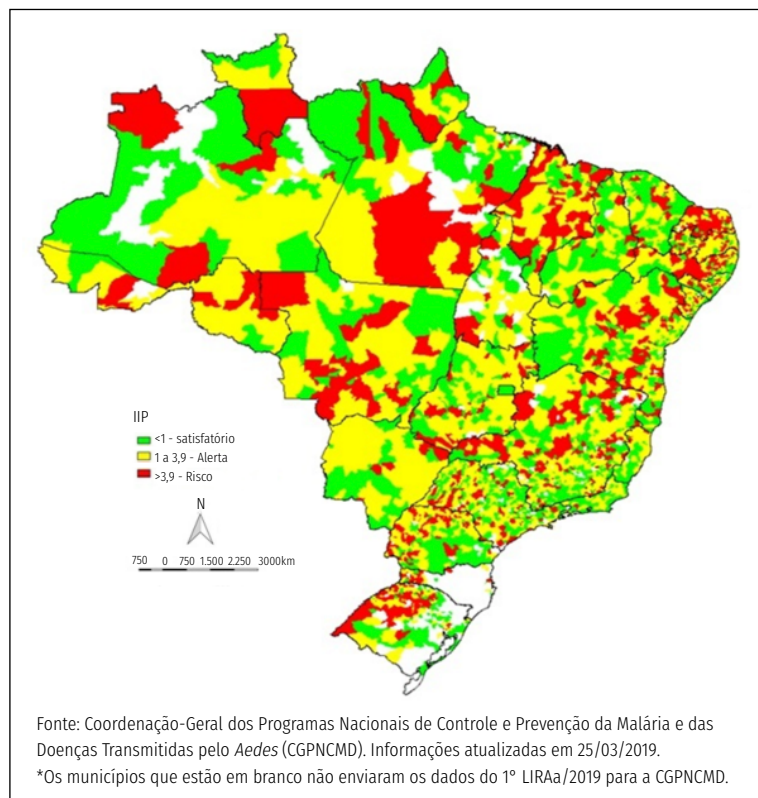 IIP
<1 - satisfatório
1 a 3,9 - Alerta
>3,9 - Risco
N
750 0 750 1.500 2.250 3000km
Fonte: Coordenação-Geral dos Programas Nacionais de Controle e Prevenção da Malária e das
Doenças Transmitidas pelo Aedes (CGPNCMD). Informações atualizadas em 25/03/2019.
*Os municípios que estão em branco não enviaram os dados do 1° LIRAa/2019 para a CGPNCMD.